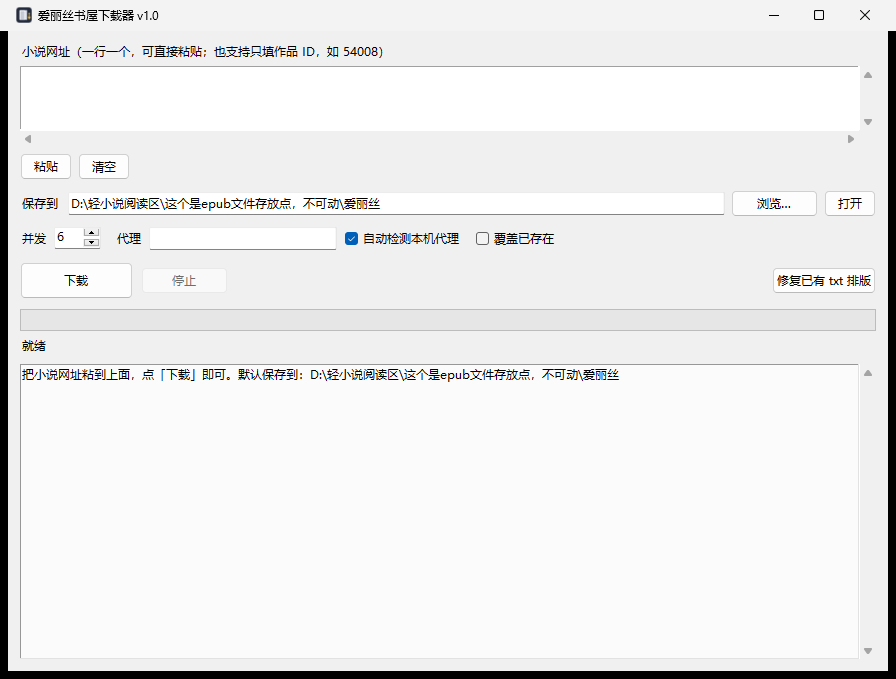 爱丽丝书屋下载器 v1.0
小说网址（一行一个，可直接粘贴；也支持只填作品 ID，如 54008）
粘贴 清空
保存到 D:\轻小说阅读区\这个是epub文件存放点，不可动\爱丽丝 浏览... 打开
并发 6 代理 自动检测本机代理 覆盖已存在
下载 停止 修复已有 txt 排版
就绪
把小说网址粘到上面，点「下载」即可。默认保存到：D:\轻小说阅读区\这个是epub文件存放点，不可动\爱丽丝